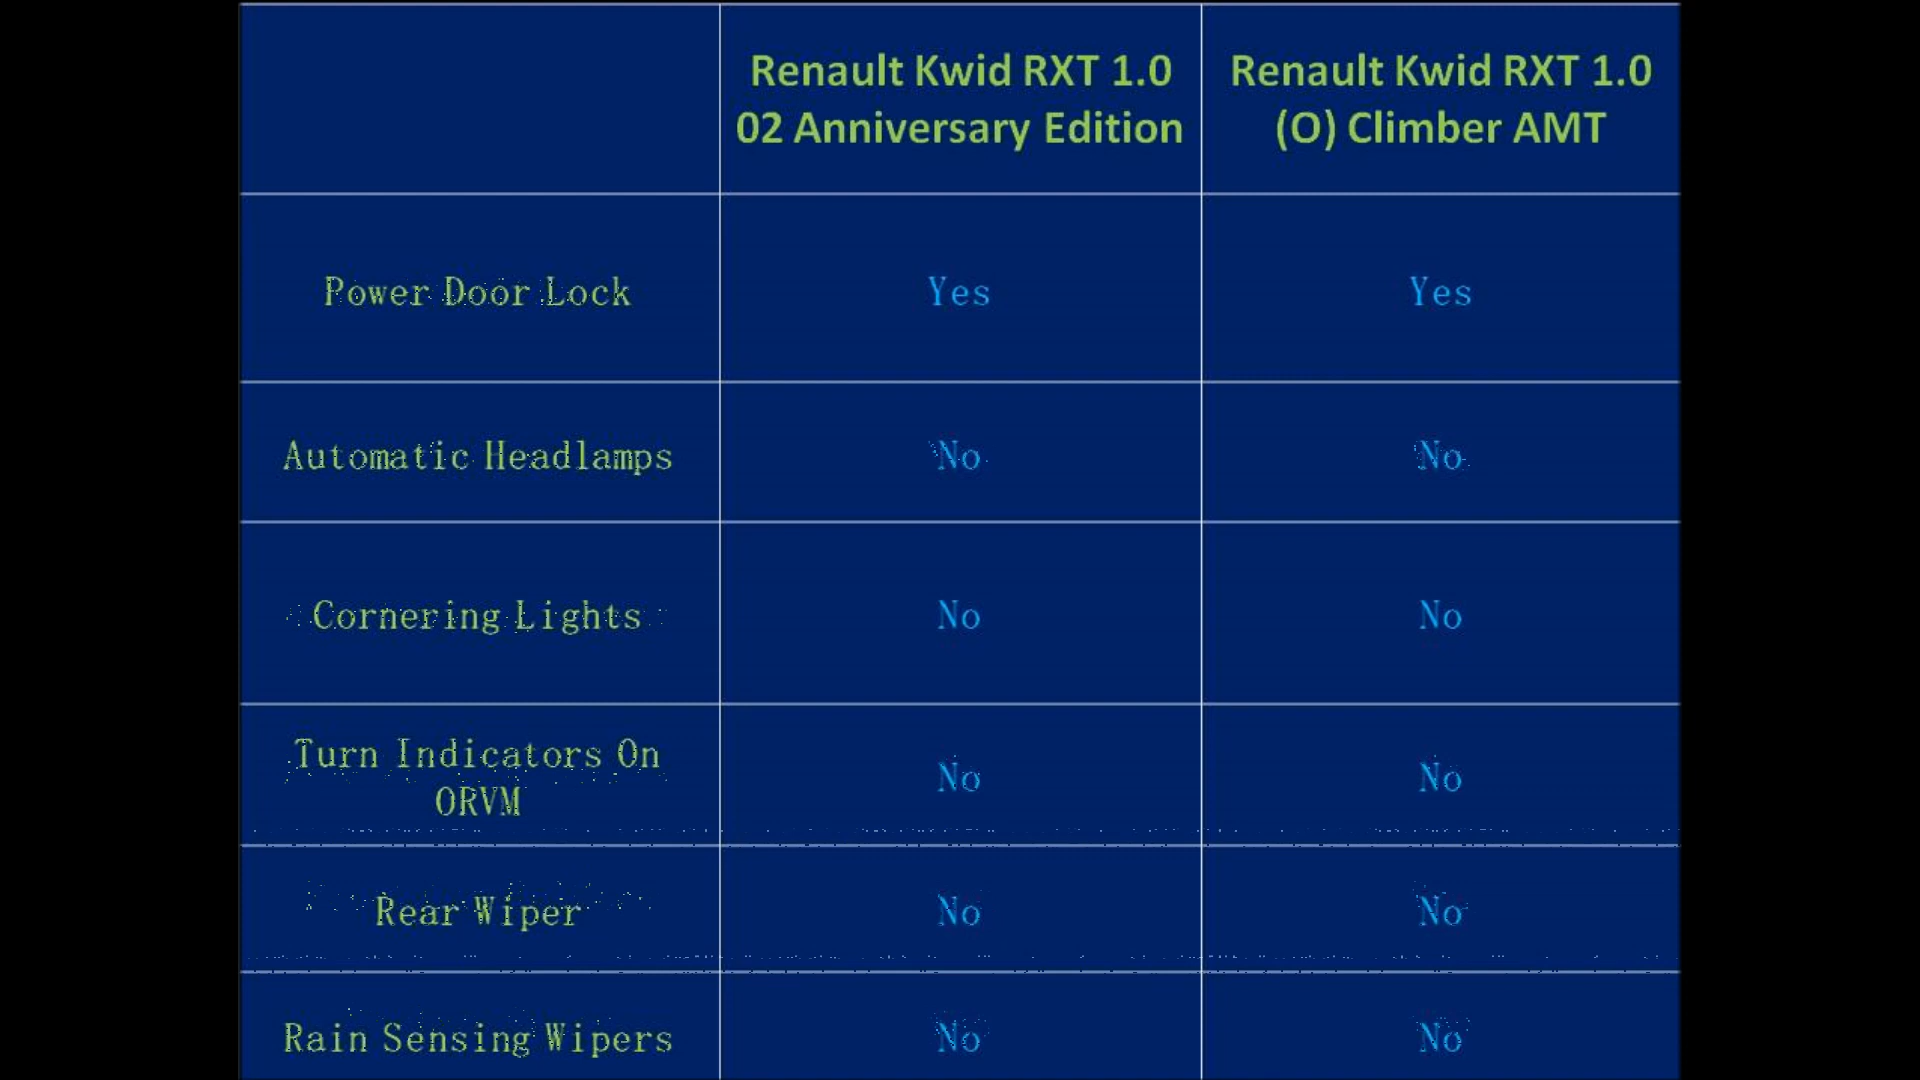 Renault Kwid RXT 1.0
02 Anniversary Edition
Renault Kwid RXT 1.0
(O) Climber AMT
Power Door Lock
Yes
Yes
Automatic Headlamps
No
No
Cornering Lights
No
No
Turn Indicators On
ORVM
No
No
Rear Wiper
No
No
Rain Sensing Wipers
No
No